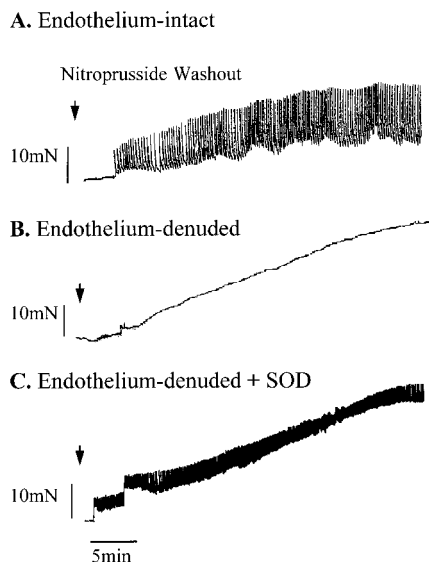 A. Endothelium-intact
Nitroprusside Washout
10mN
B. Endothelium-denuded
10mN
C. Endothelium-denuded + SOD
10mN
5min